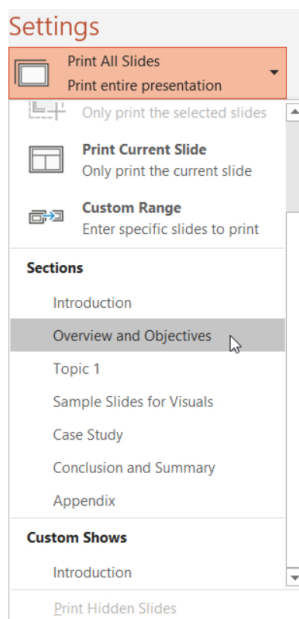 Settings
Print All Slides
Print entire presentation
Only print the selected slides
Print Current Slide
Only print the current slide
Custom Range
Enter specific slides to print
Sections
Introduction
Overview and Objectives
Topic 1
Sample Slides for Visuals
Case Study
Conclusion and Summary
Appendix
Custom Shows
Introduction
Print Hidden Slides